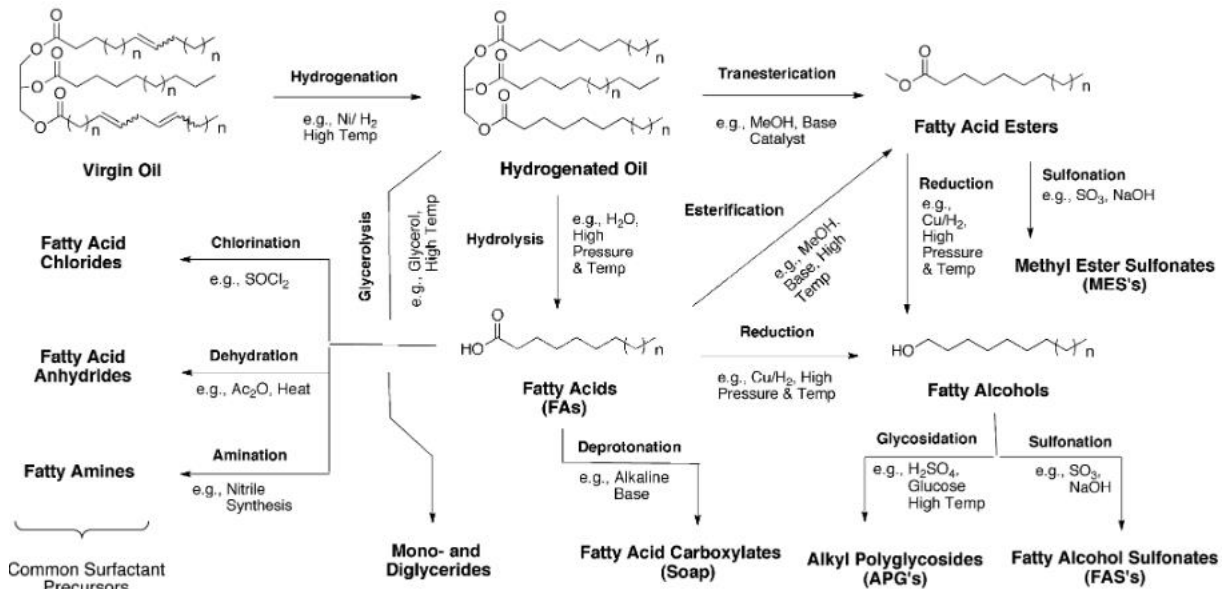 Virgin Oil
Hydrogenation
e.g., Ni/ H2
High Temp
Hydrogenated Oil
Tranesterication
e.g., MeOH, Base
Catalyst
Fatty Acid Esters
Reduction
e.g.,
Cu/H2,
High
Pressure
& Temp
Sulfonation
e.g., SO3, NaOH
Methyl Ester Sulfonates
(MES's)
Esterification
e.g., MeOH.
Base, High
Temp
Hydrolysis
e.g., H2O,
High
Pressure
& Temp
Glycerolysis
e.g., Glycerol,
High Temp
Fatty Acid
Chlorides
Chlorination
e.g., SOCl2
Fatty Acid
Anhydrides
Dehydration
e.g., Ac2O, Heat
Fatty Amines
Amination
e.g., Nitrile
Synthesis
Common Surfactant
Precursors
Mono- and
Diglycerides
Fatty Acids
(FAs)
Reduction
e.g., Cu/H2, High
Pressure & Temp
Fatty Alcohols
Deprotonation
e.g., Alkaline
Base
Fatty Acid Carboxylates
(Soap)
Glycosidation
e.g., H2SO4,
Glucose
High Temp
Alkyl Polyglycosides
(APG's)
Sulfonation
e.g., SO3,
NaOH
Fatty Alcohol Sulfonates
(FAS's)
O
O
n
n
O
O
n
O
O
n
O
O
n
O
O
n
O
O
n
O
O
n
O
HO
n
HO
n